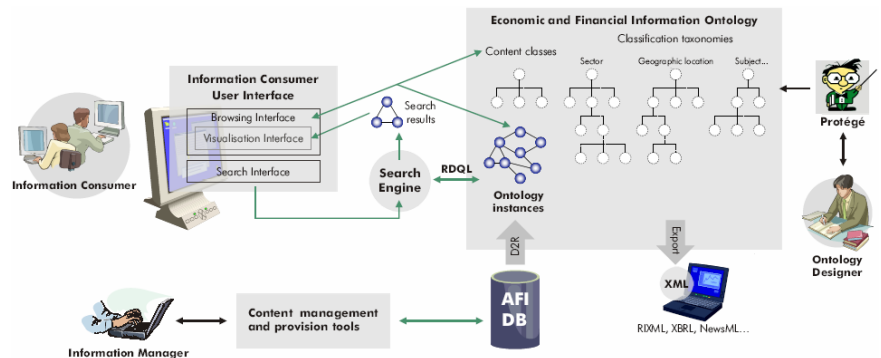 Economic and Financial Information Ontology
Classification taxonomies
Content classes
Sector
Geographic location
Subject...
Information Consumer
User Interface
Browsing Interface
Visualisation Interface
Search Interface
Search
results
Search
Engine
RDQL
Ontology
instances
Protégé
Information Consumer
Ontology
Designer
D2R
Export
XML
RIXML, XBRL, NewsML...
AFI
DB
Content management
and provision tools
Information Manager